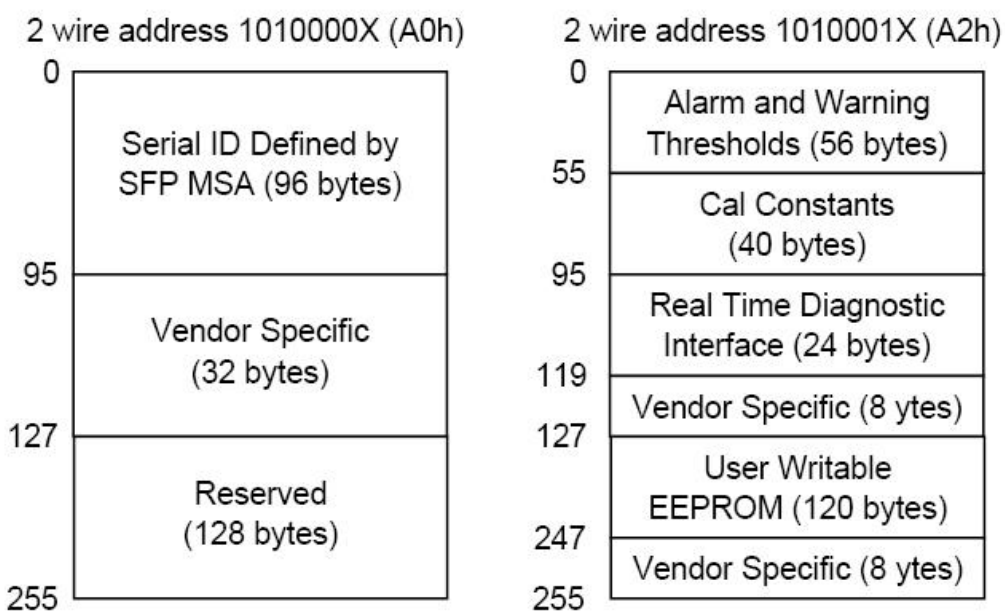 2 wire address 1010000X (A0h)
0
Serial ID Defined by
SFP MSA (96 bytes)
95
Vendor Specific
(32 bytes)
127
Reserved
(128 bytes)
255
2 wire address 1010001X (A2h)
0
Alarm and Warning
Thresholds (56 bytes)
55
Cal Constants
(40 bytes)
95
Real Time Diagnostic
Interface (24 bytes)
119
Vendor Specific (8 ytes)
127
User Writable
EEPROM (120 bytes)
247
Vendor Specific (8 ytes)
255